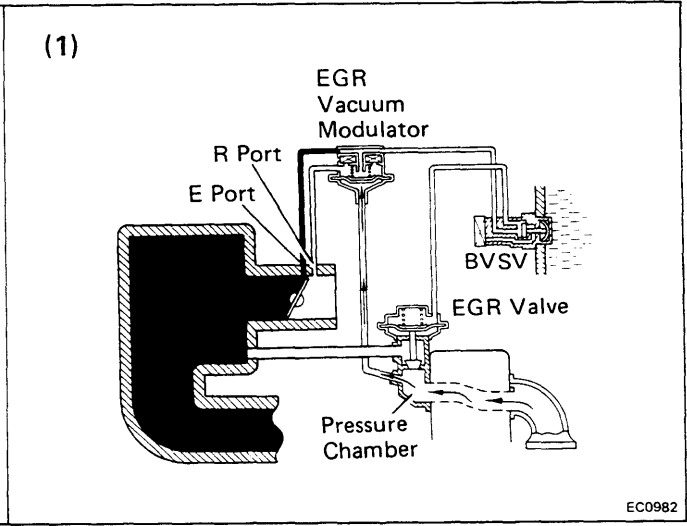 (1)
EGR
Vacuum
Modulator
R Port
E Port
BVSV
EGR Valve
Pressure
Chamber
EC0982